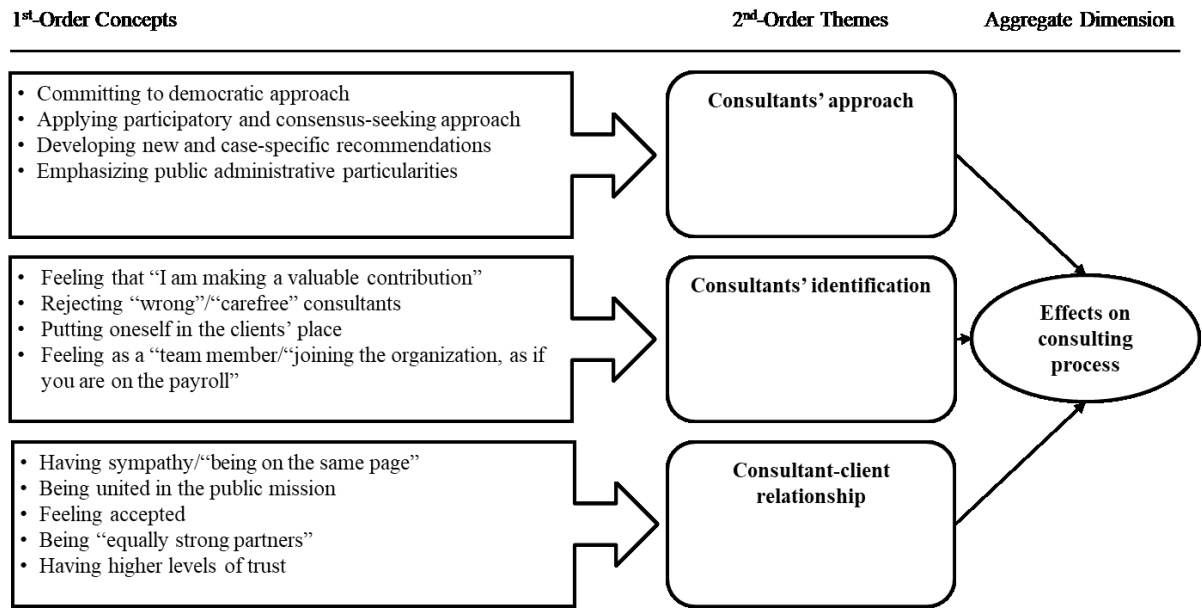 1st-Order Concepts
2nd-Order Themes
Aggregate Dimension
• Committing to democratic approach
• Applying participatory and consensus-seeking approach
• Developing new and case-specific recommendations
• Emphasizing public administrative particularities
Consultants’ approach
• Feeling that “I am making a valuable contribution”
• Rejecting “wrong”/“carefree” consultants
• Putting oneself in the clients’ place
• Feeling as a “team member/“joining the organization, as if
you are on the payroll”
Consultants’ identification
• Having sympathy/“being on the same page”
• Being united in the public mission
• Feeling accepted
• Being “equally strong partners”
• Having higher levels of trust
Consultant-client
relationship
Effects on
consulting
process